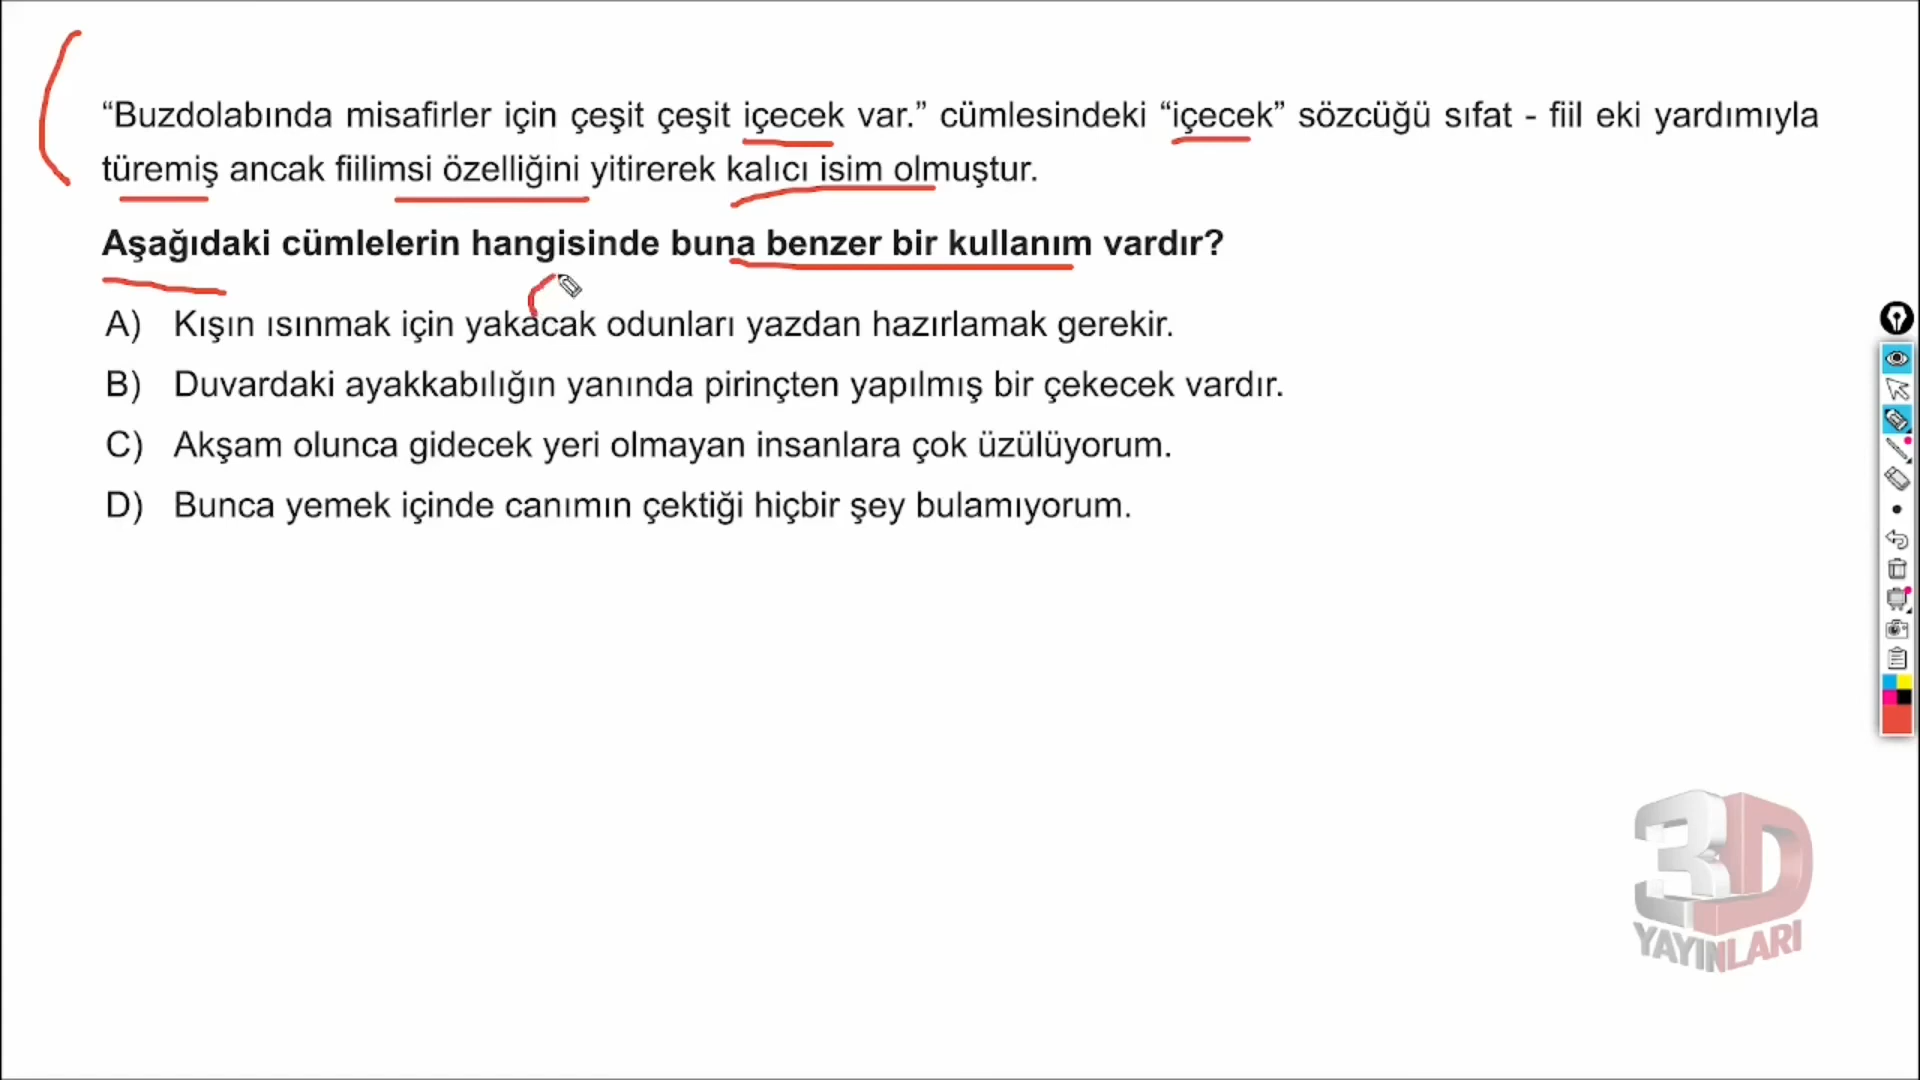 “Buzdolabında misafirler için çeşit çeşit içecek var.” cümlesindeki “içecek” sözcüğü sıfat - fiil eki yardımıyla
türemiş ancak fiilimsi özelliğini yitirerek kalıcı isim olmuştur.
Aşağıdaki cümlelerin hangisinde buna benzer bir kullanım vardır?
A) Kışın ısınmak için yakacak odunları yazdan hazırlamak gerekir.
B) Duvardaki ayakkabılığın yanında pirinçten yapılmış bir çekecek vardır.
C) Akşam olunca gidecek yeri olmayan insanlara çok üzülüyorum.
D) Bunca yemek içinde canımın çektiği hiçbir şey bulamıyorum.
3D
YAYINLARI